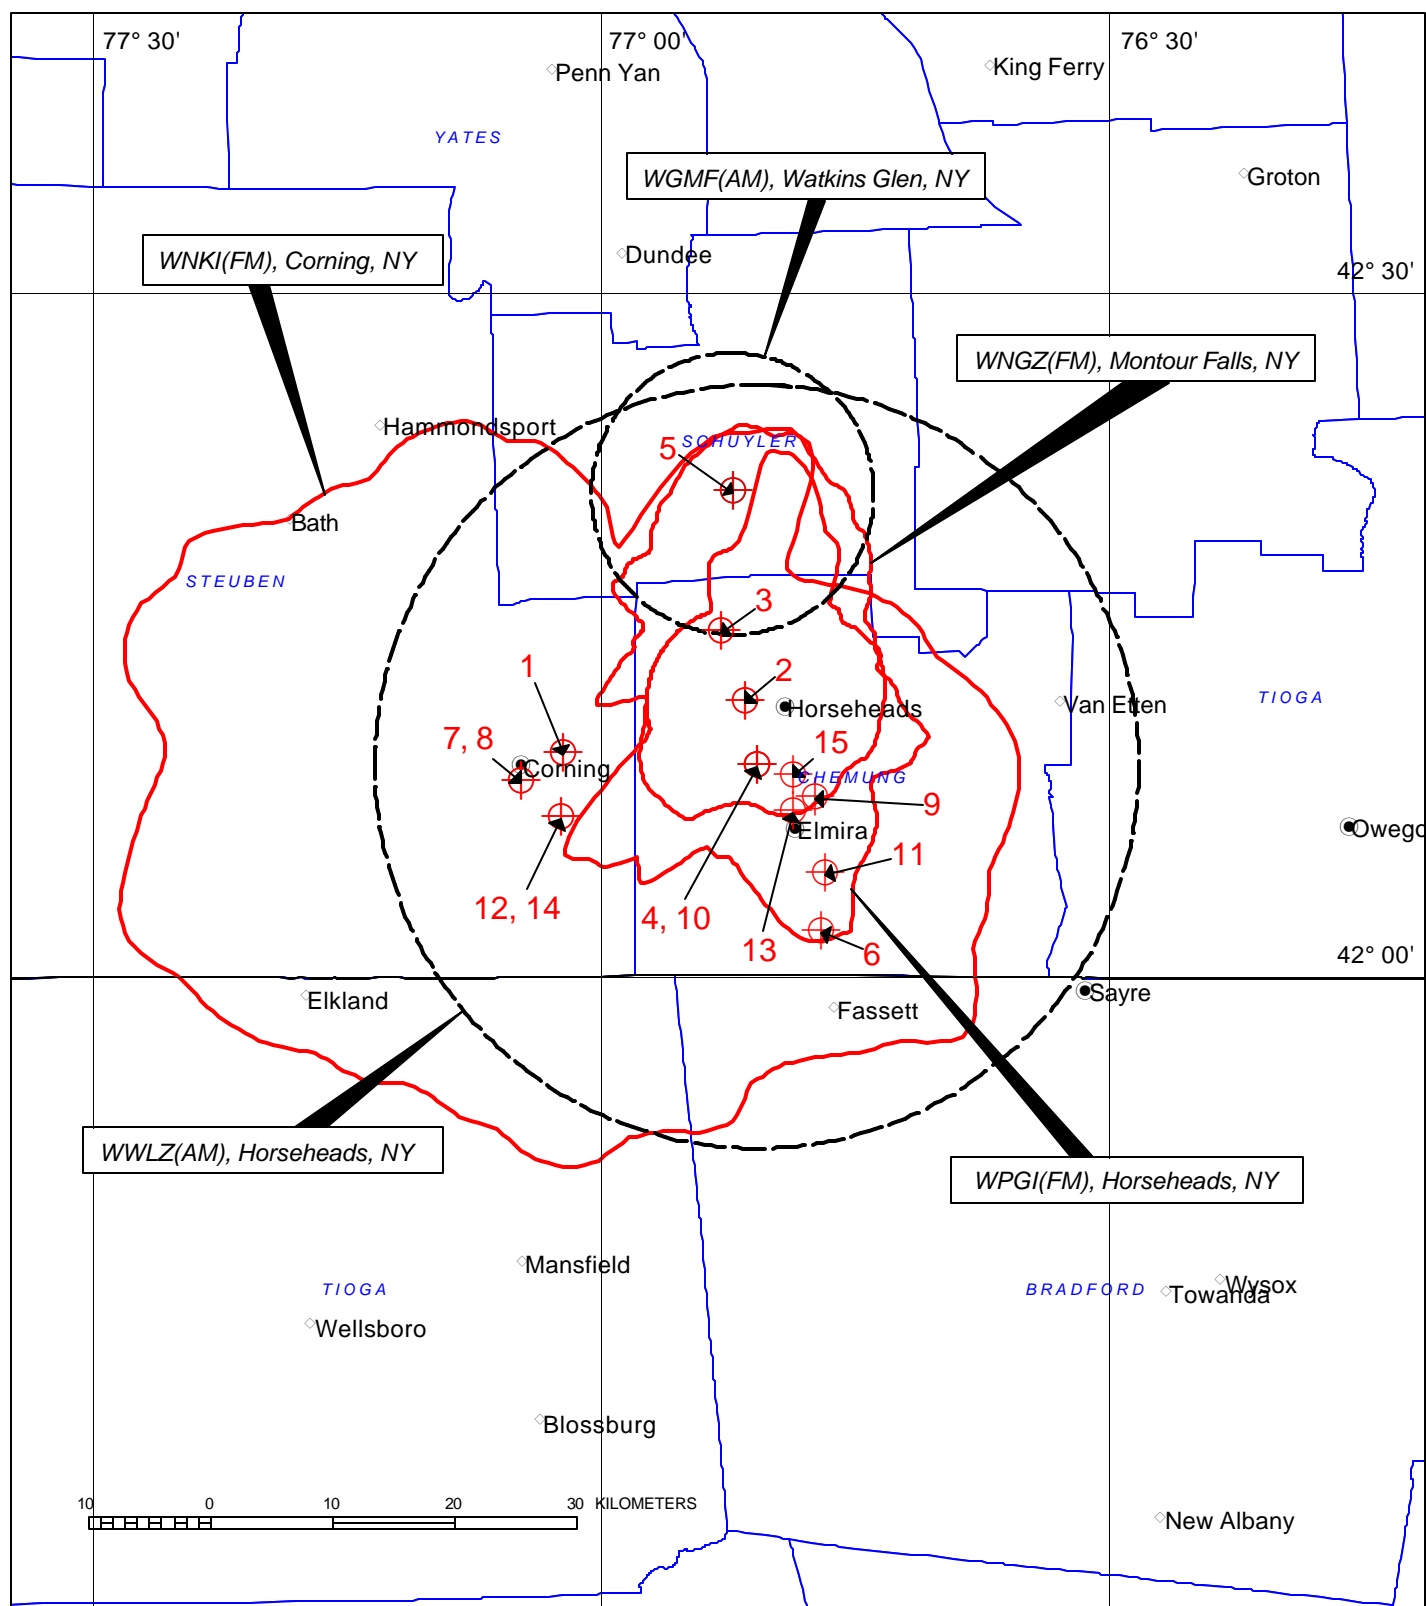 77° 30'
77° 00'
76° 30'
Penn Yan
King Ferry
YATES
WGMF(AM), Watkins Glen, NY
Groton
WNKI(FM), Corning, NY
Dundee
42° 30'
WNGZ(FM), Montour Falls, NY
Hammondsport
SCHUYLER
5
Bath
STEUBEN
3
1
2
Van Etten
TIOGA
Horseheads
7, 8
15
Corning
CHEMUNG
9
Elmira
Owego
11
12, 14
4, 10
13
6
42° 00'
Elkland
Fassett
Sayre
WWLZ(AM), Horseheads, NY
WPGI(FM), Horseheads, NY
Mansfield
TIOGA
BRADFORD
Wysox
Towanda
Wellsboro
Blossburg
10 0 10 20 30 KILOMETERS
New Albany